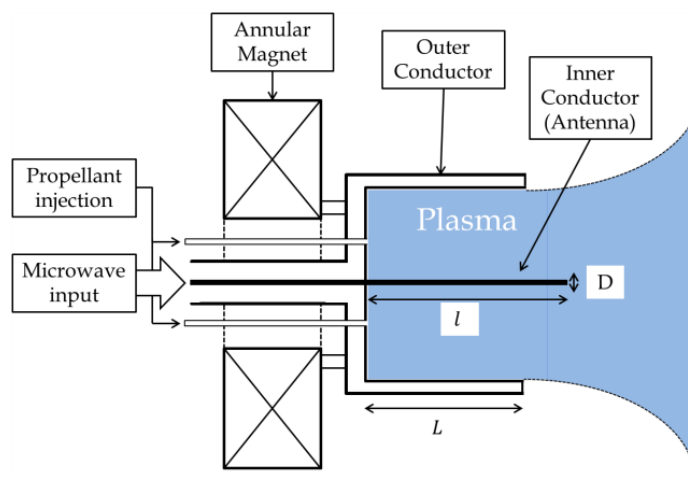 Annular
Magnet
Outer
Conductor
Inner
Conductor
(Antenna)
Propellant
injection
Plasma
Microwave
input
D
l
L